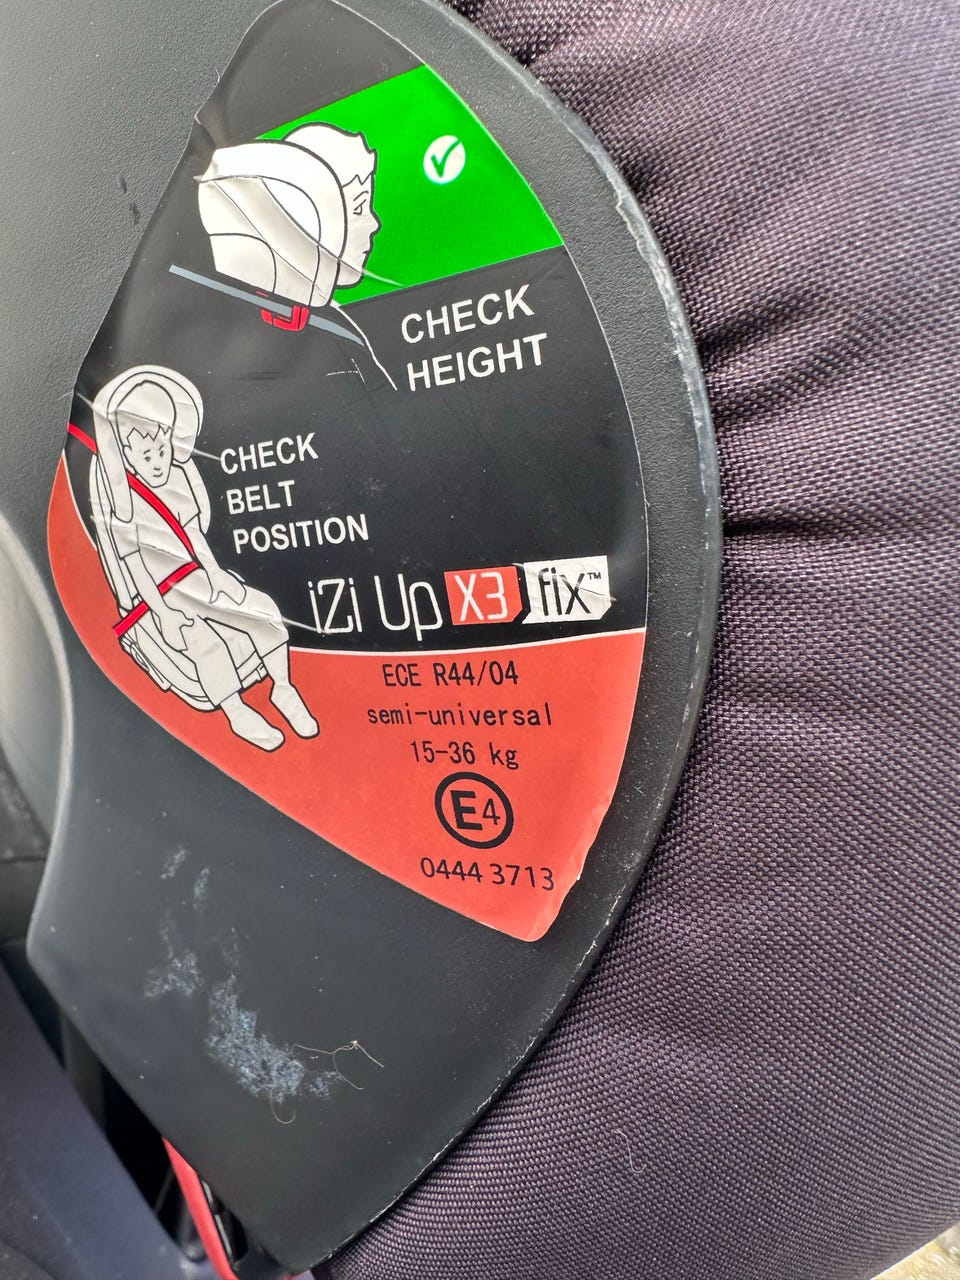 CHECK
HEIGHT
CHECK
BELT
POSITION
iZi Up X3 fix™
ECE R44/04
semi-universal
15-36 kg
E4
0444 3713